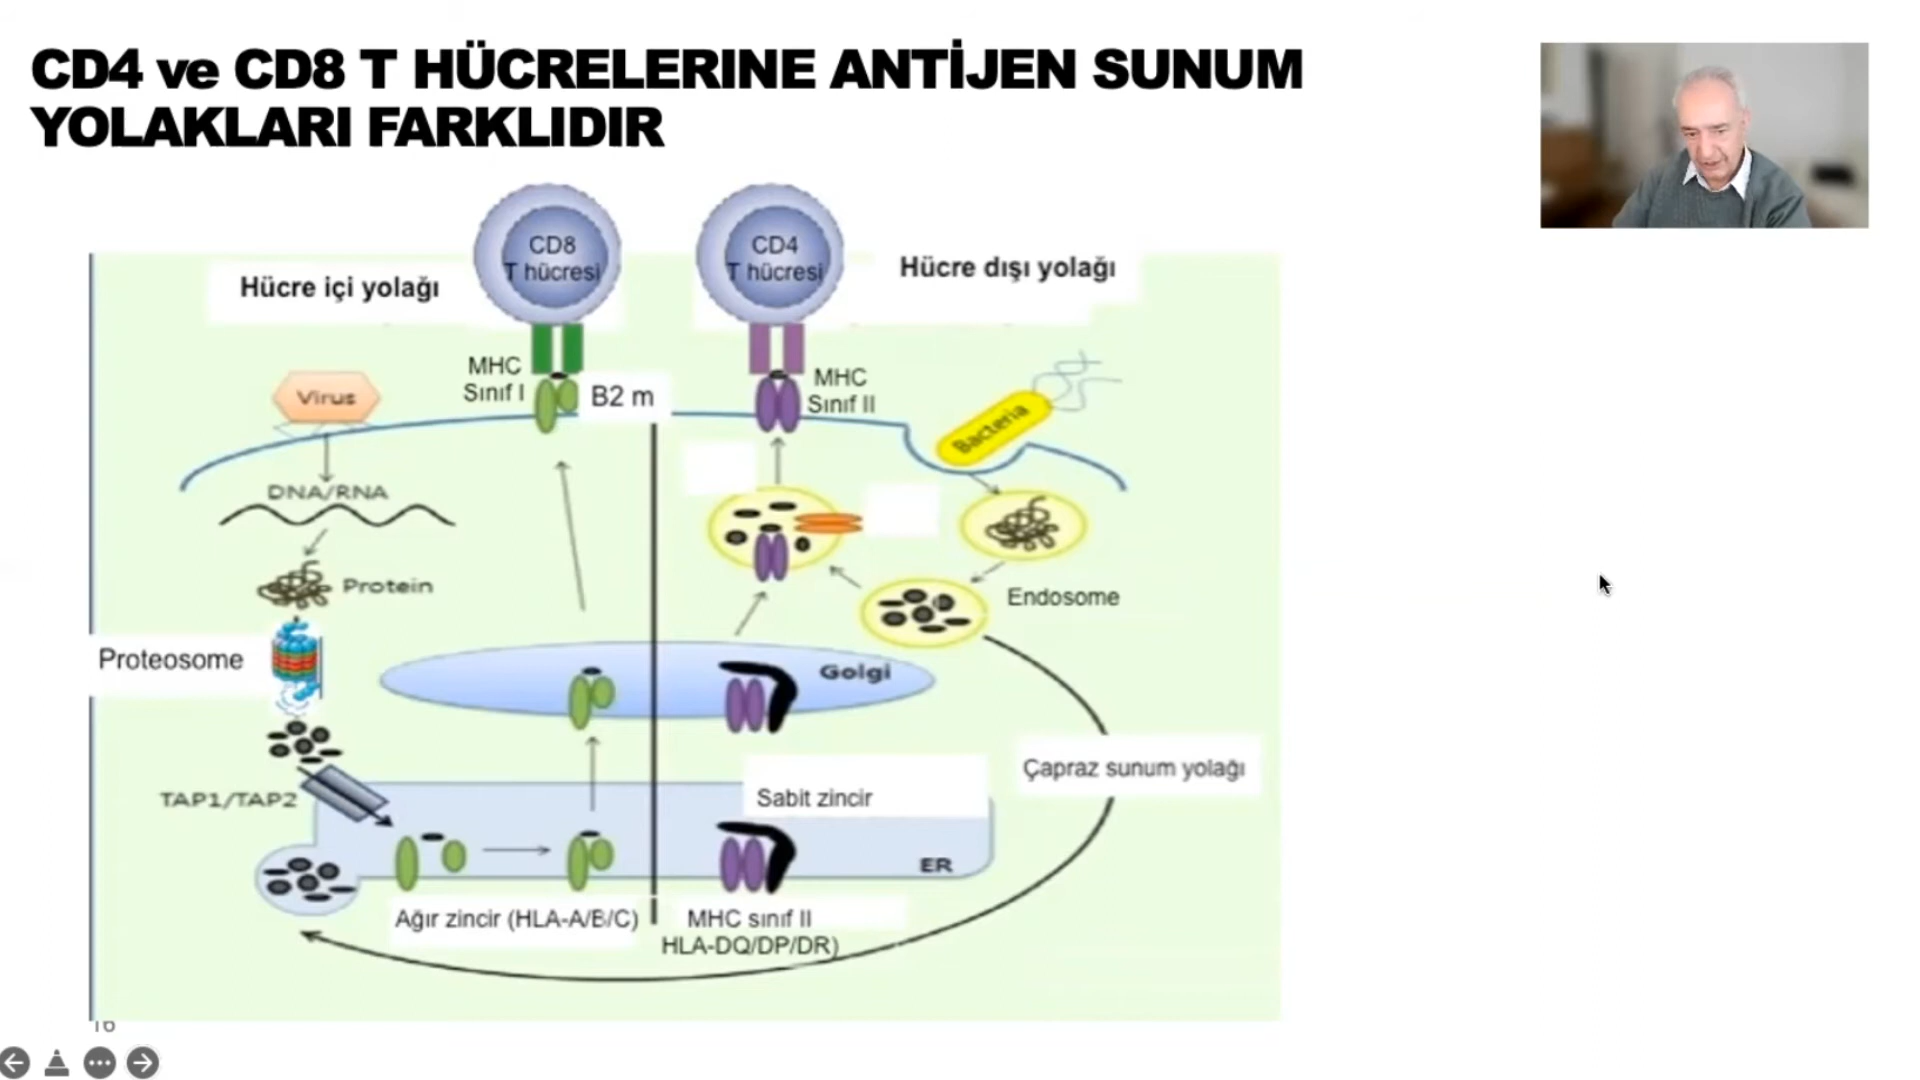 CD4 ve CD8 T HÜCRELERINE ANTİJEN SUNUM
YOLAKLARI FARKLIDIR
CD8
T hücresi
CD4
T hücresi
Hücre içi yolağı
Hücre dışı yolağı
MHC
Sınıf I
B2 m
MHC
Sınıf II
Virus
Bacteria
DNA/RNA
Protein
Endosome
Proteosome
Golgi
Çapraz sunum yolağı
TAP1/TAP2
Sabit zincir
ER
Ağır zincir (HLA-A/B/C)
MHC sınıf II
HLA-DQ/DP/DR)
16